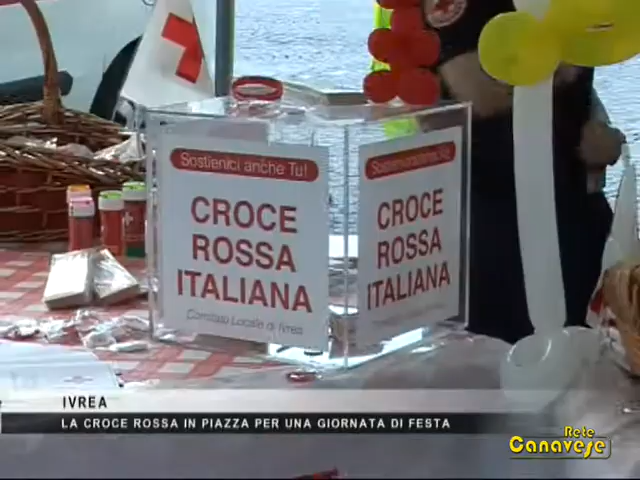 Sostienici anche Tu!
CROCE
ROSSA
ITALIANA
Comitato Locale di Ivrea
CROCE
ROSSA
ITALIANA
IVREA
LA CROCE ROSSA IN PIAZZA PER UNA GIORNATA DI FESTA
Rete
Canavese